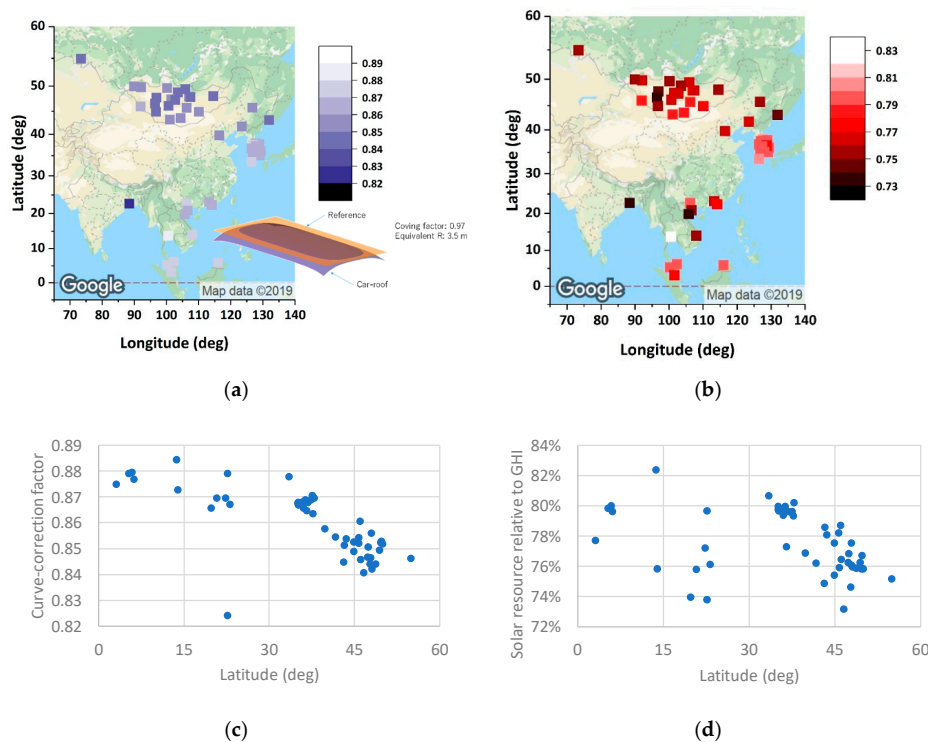 60
50
40
30
20
10
0
Latitude (deg)
70 80 90 100 110 120 130 140
Longitude (deg)
0.89
0.88
0.87
0.86
0.84
0.83
0.82
Reference
Coving factor: 0.97
Equivalent R: 3.5 m
Car-roof
Google
Map data ©2019
(a)
60
50
40
30
20
10
0
Latitude (deg)
70 80 90 100 110 120 130 140
Longitude (deg)
0.83
0.81
0.79
0.77
0.75
0.73
Google
Map data ©2019
(b)
0.89
0.88
0.87
0.86
0.85
0.84
0.83
0.82
Curve-correction factor
0 15 30 45 60
Latitude (deg)
(c)
84%
82%
80%
78%
76%
74%
72%
Solar resource relative to GHI
0 15 30 45 60
Latitude (deg)
(d)